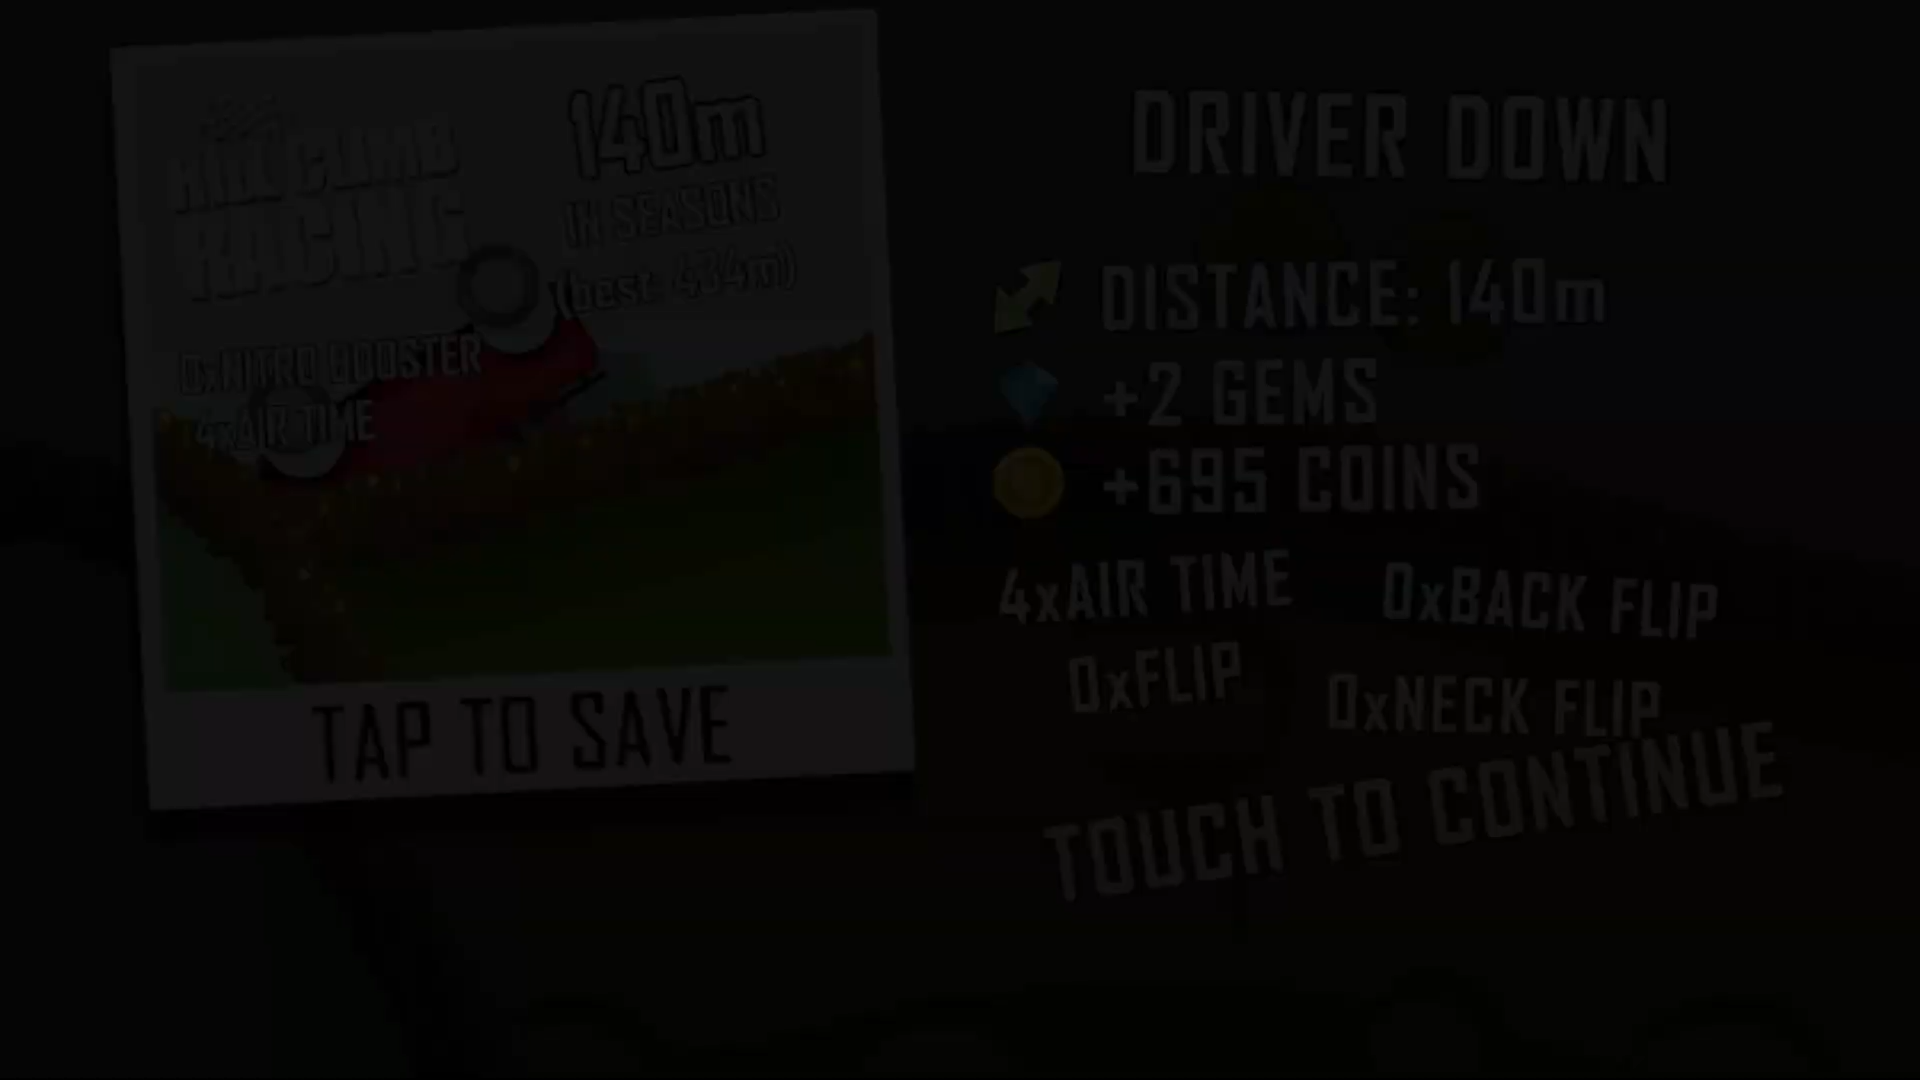 HILL CLIMB
RACING
140m
IN SEASONS
(best: 434m)
0xNITRO BOOSTER
4xAIR TIME
TAP TO SAVE
DRIVER DOWN
DISTANCE: 140m
+2 GEMS
+695 COINS
4xAIR TIME
0xBACK FLIP
0xFLIP
0xNECK FLIP
TOUCH TO CONTINUE